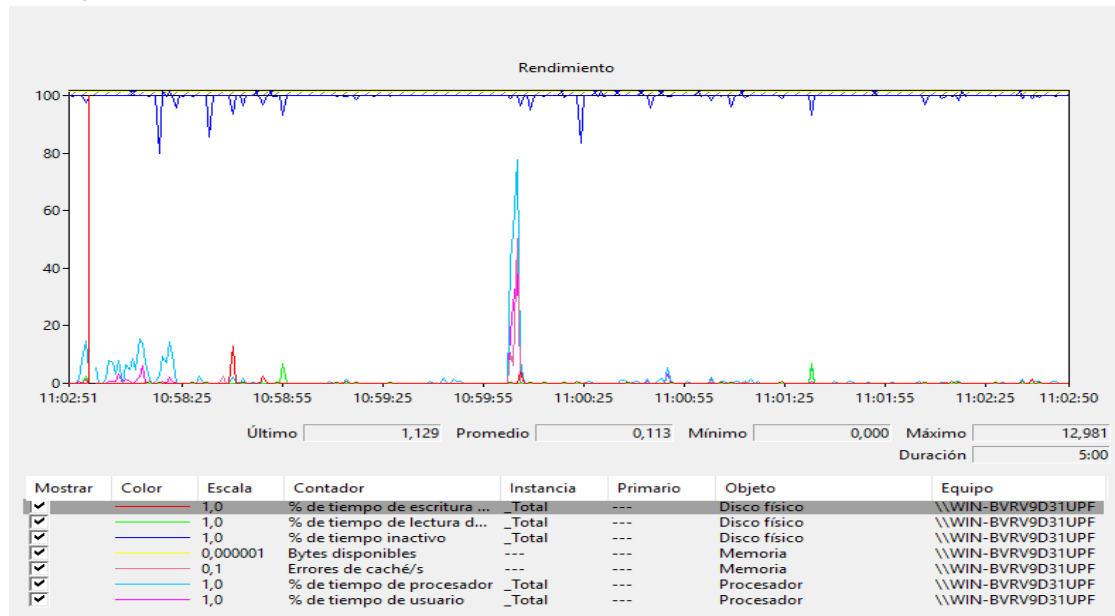 Rendimiento
100
80
60
40
20
0
11:02:51 10:58:25 10:58:55 10:59:25 10:59:55 11:00:25 11:00:55 11:01:25 11:01:55 11:02:25 11:02:50
Último 1,129 Promedio 0,113 Mínimo 0,000 Máximo 12,981
Duración 5:00
Mostrar Color Escala Contador Instancia Primario Objeto Equipo
1,0 % de tiempo de escritura ... _Total --- Disco físico \\WIN-BVRV9D31UPF
1,0 % de tiempo de lectura d... _Total --- Disco físico \\WIN-BVRV9D31UPF
1,0 % de tiempo inactivo _Total --- Disco físico \\WIN-BVRV9D31UPF
0,000001 Bytes disponibles --- --- Memoria \\WIN-BVRV9D31UPF
0,1 Errores de caché/s --- --- Memoria \\WIN-BVRV9D31UPF
1,0 % de tiempo de procesador _Total --- Procesador \\WIN-BVRV9D31UPF
1,0 % de tiempo de usuario _Total --- Procesador \\WIN-BVRV9D31UPF